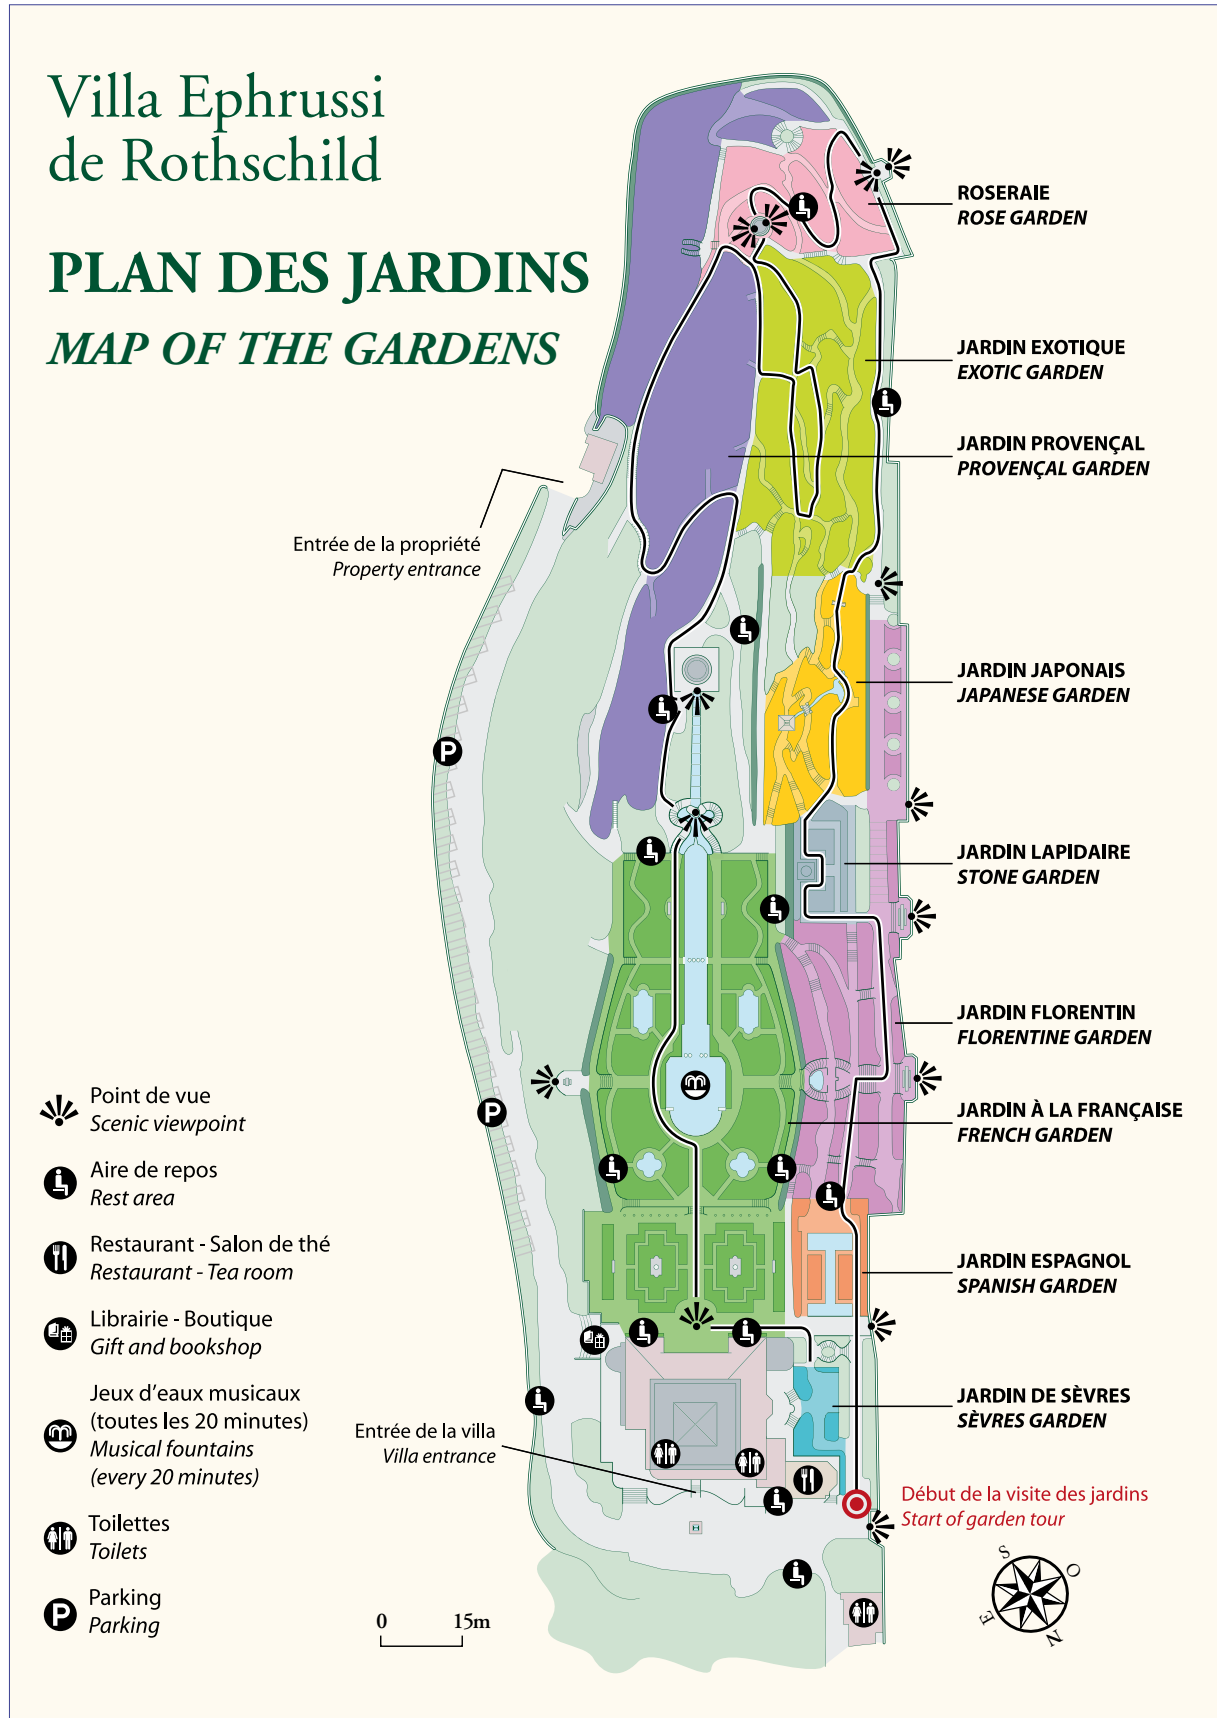 Villa Ephrussi
de Rothschild
PLAN DES JARDINS
MAP OF THE GARDENS
ROSERAIE
ROSE GARDEN
JARDIN EXOTIQUE
EXOTIC GARDEN
JARDIN PROVENÇAL
PROVENÇAL GARDEN
Entrée de la propriété
Property entrance
JARDIN JAPONAIS
JAPANESE GARDEN
P
JARDIN LAPIDAIRE
STONE GARDEN
JARDIN FLORENTIN
FLORENTINE GARDEN
P
JARDIN À LA FRANÇAISE
FRENCH GARDEN
JARDIN ESPAGNOL
SPANISH GARDEN
JARDIN DE SÈVRES
SÈVRES GARDEN
Entrée de la villa
Villa entrance
Début de la visite des jardins
Start of garden tour
Point de vue
Scenic viewpoint
Aire de repos
Rest area
Restaurant - Salon de thé
Restaurant - Tea room
Librairie - Boutique
Gift and bookshop
Jeux d’eaux musicaux
(toutes les 20 minutes)
Musical fountains
(every 20 minutes)
Toilettes
Toilets
P
Parking
Parking
0 15m
S
O
E
N